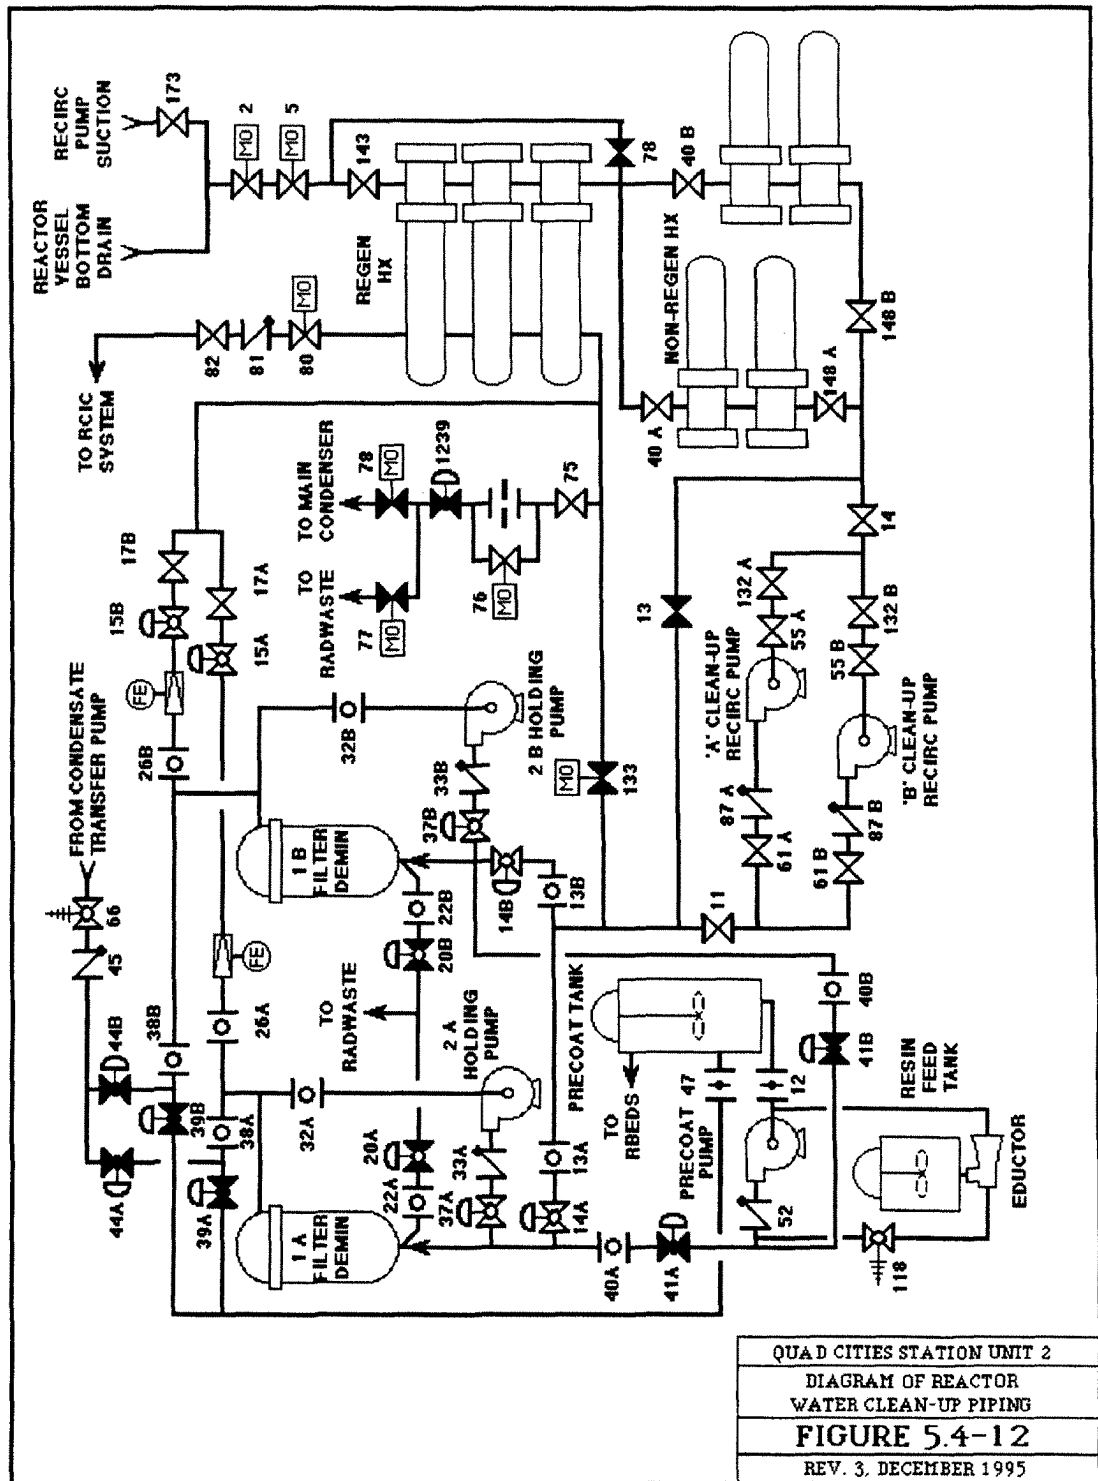 RECIRC
PUMP
SUCTION
173
REACTOR
VESSEL
BOTTOM
DRAIN
MO
2
MO
5
143
78
40 B
REGEN
HX
NON-REGEN HX
148 B
148 A
40 A
TO RCIC
SYSTEM
82
81
MO
80
TO MAIN
CONDENSER
MO
78
1239
75
TO
RADWASTE
MO
77
MO
76
17B
17A
15B
15A
FE
26B
FROM CONDENSATE
TRANSFER PUMP
66
45
32B
2 B HOLDING
PUMP
33B
37B
1 B
FILTER
DEMIN
22B
20B
14B
13B
MO
133
13
14
132 A
55 A
132 B
55 B
'A' CLEAN-UP
RECIRC PUMP
'B' CLEAN-UP
RECIRC PUMP
87 A
61 A
87 B
61 B
11
FE
26A
38B
44B
39B
38A
44A
39A
32A
TO
RADWASTE
2 A
HOLDING
PUMP
20A
22A
33A
37A
14A
13A
1 A
FILTER
DEMIN
PRECOAT TANK
TO
RBEDS
PRECOAT
PUMP
47
12
40B
41B
RESIN
FEED
TANK
EDUCTOR
52
118
40A
41A
QUAD CITIES STATION UNIT 2
DIAGRAM OF REACTOR
WATER CLEAN-UP PIPING
FIGURE 5.4-12
REV. 3, DECEMBER 1995